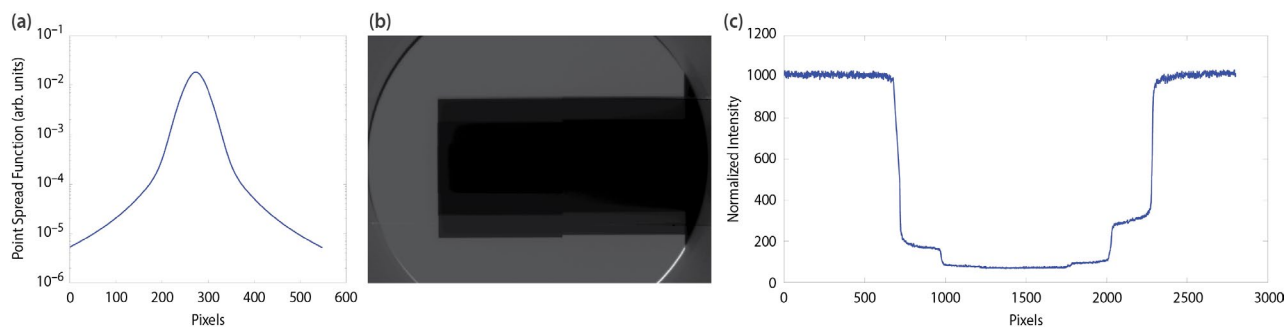 (a)
Point Spread Function (arb. units)
10⁻¹
10⁻²
10⁻³
10⁻⁴
10⁻⁵
10⁻⁶
0 100 200 300 400 500 600
Pixels
(b)
(c)
Normalized Intensity
1200
1000
800
600
400
200
0
0 500 1000 1500 2000 2500 3000
Pixels